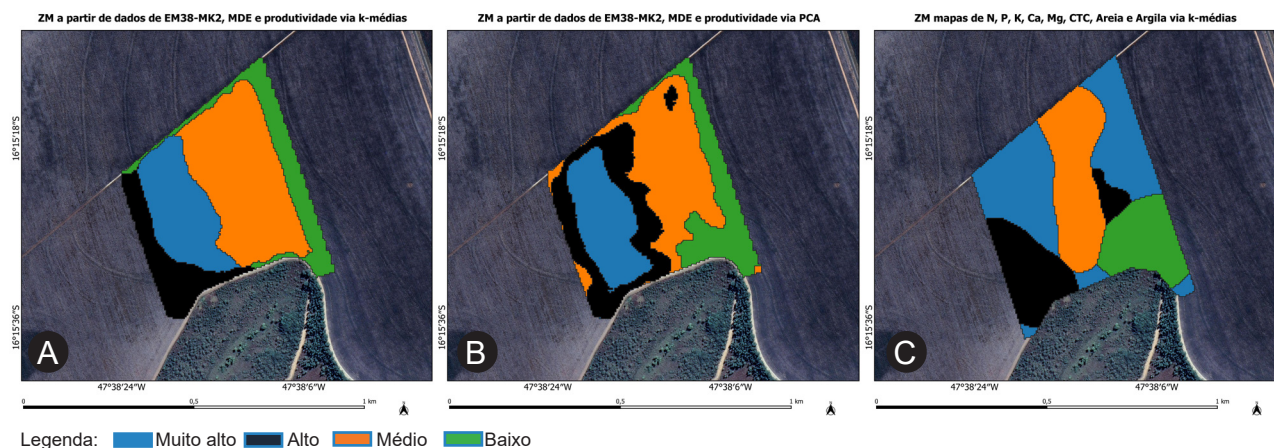 ZM a partir de dados de EM38-MK2, MDE e produtividade via k-médias
ZM a partir de dados de EM38-MK2, MDE e produtividade via PCA
ZM mapas de N, P, K, Ca, Mg, CTC, Areia e Argila via k-médias
16°15'18"S
16°15'36"S
A
47°38'24"W
47°38'6"W
0
0,5
1 km
16°15'18"S
16°15'36"S
B
47°38'24"W
47°38'6"W
0
0,5
1 km
16°15'18"S
16°15'36"S
C
47°38'24"W
47°38'6"W
0
0,5
1 km
Legenda: Muito alto Alto Médio Baixo